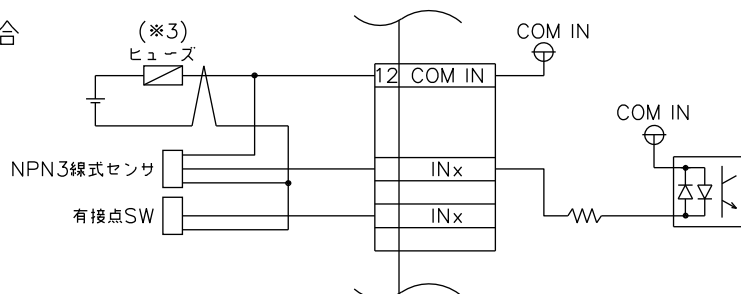 合
(※3)
ヒューズ
COM IN
12 COM IN
COM IN
NPN3線式センサ
INx
有接点SW
INx